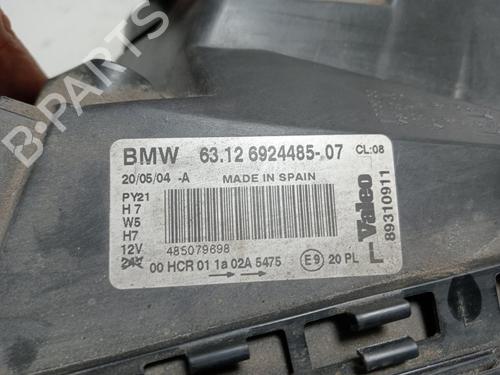 BMW 63.12 6924485-07 CL:08
20/05/04 -A MADE IN SPAIN
PY21
H7
W5
H7
12V 485079698
24V 00 HCR 01 1a 02A 5475 E9 20 PL
L Valeo
89310911
B-PARTS